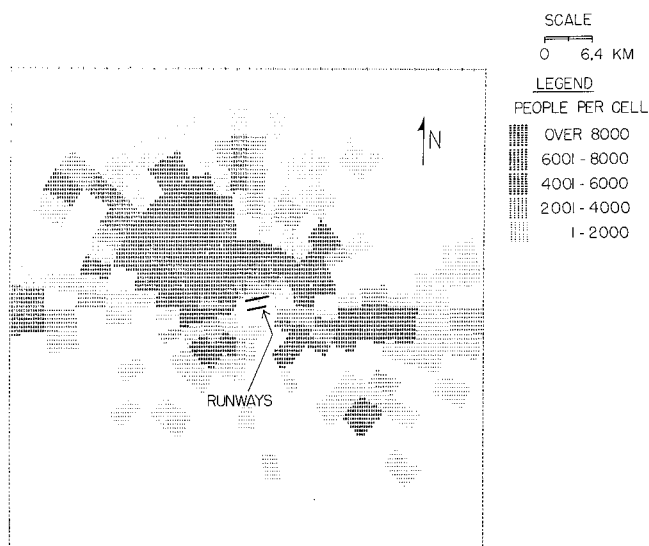 SCALE
0 6.4 KM
LEGEND
PEOPLE PER CELL
OVER 8000
6001 - 8000
4001 - 6000
2001 - 4000
1 - 2000
N
RUNWAYS